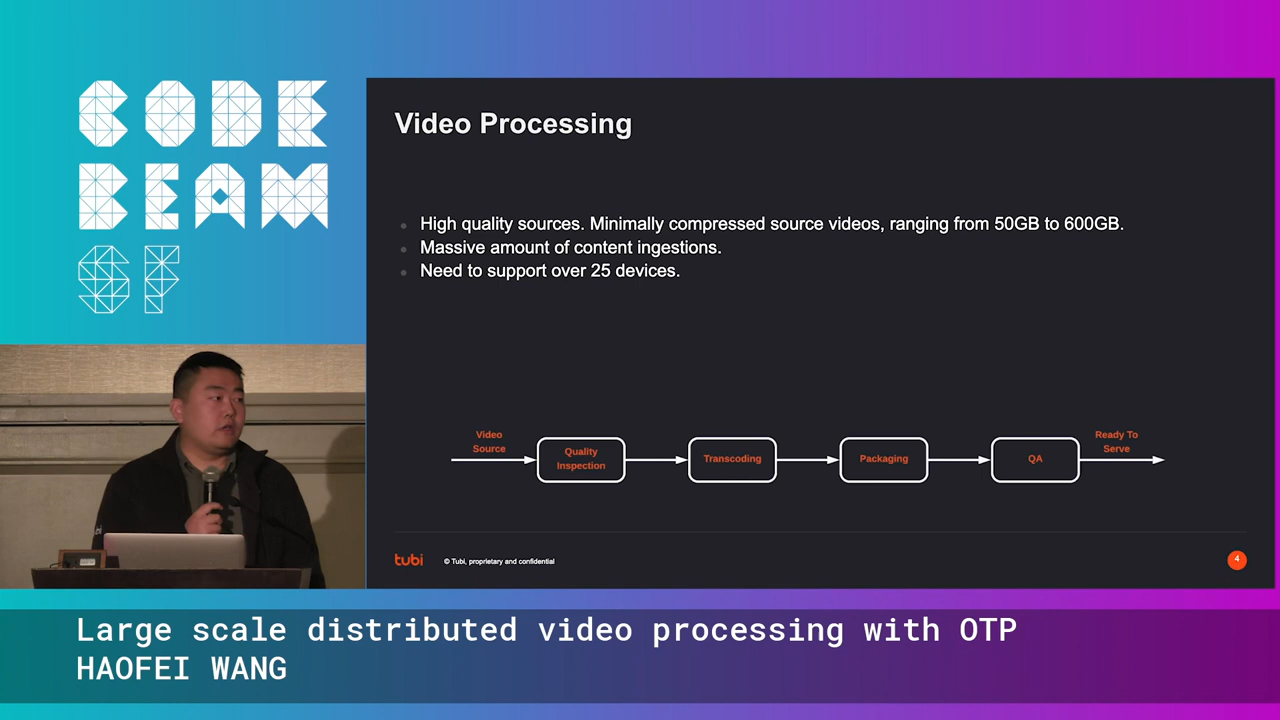 CODE
BEAM
SF
Video Processing
High quality sources. Minimally compressed source videos, ranging from 50GB to 600GB.
Massive amount of content ingestions.
Need to support over 25 devices.
Video
Source
Quality
Inspection
Transcoding
Packaging
QA
Ready To
Serve
tubi
© Tubi, proprietary and confidential
4
Large scale distributed video processing with OTP
HAOFEI WANG